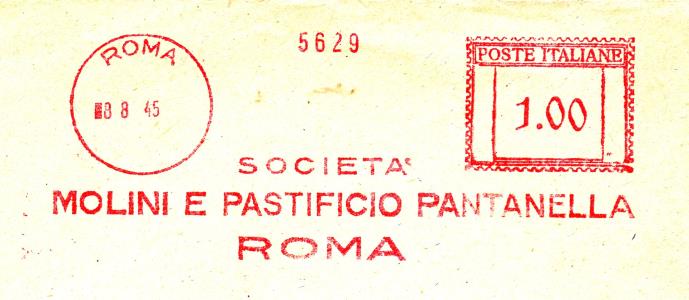 ROMA
8 8 45
5629
POSTE ITALIANE
1.00
SOCIETA'
MOLINI E PASTIFICIO PANTANELLA
ROMA